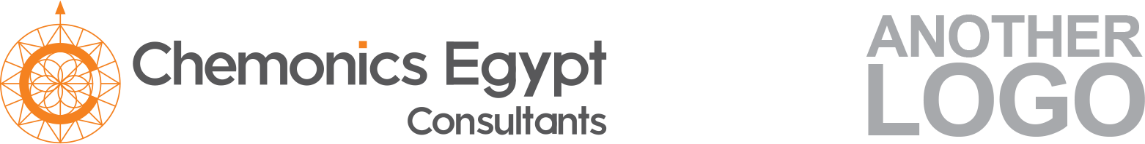 Chemonics Egypt
Consultants
ANOTHER
LOGO